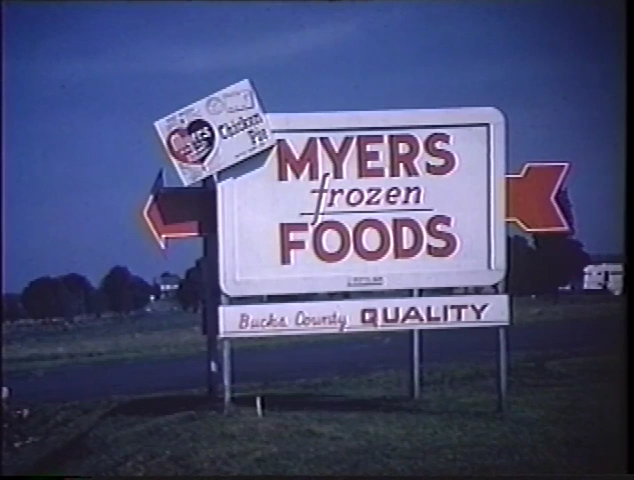 Myers
Chicken
Pie
MYERS
frozen
FOODS
Bucks County QUALITY